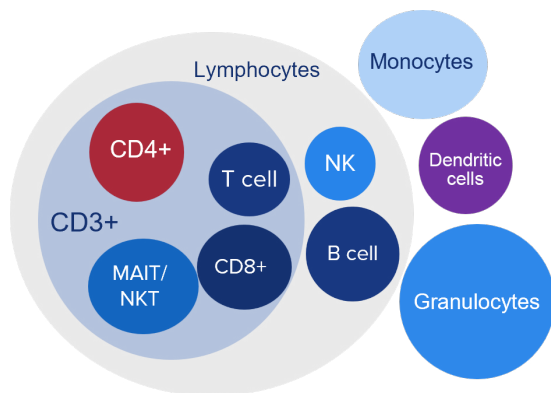 Lymphocytes
Monocytes
CD4+
T cell
NK
Dendritic
cells
CD3+
MAIT/
NKT
CD8+
B cell
Granulocytes